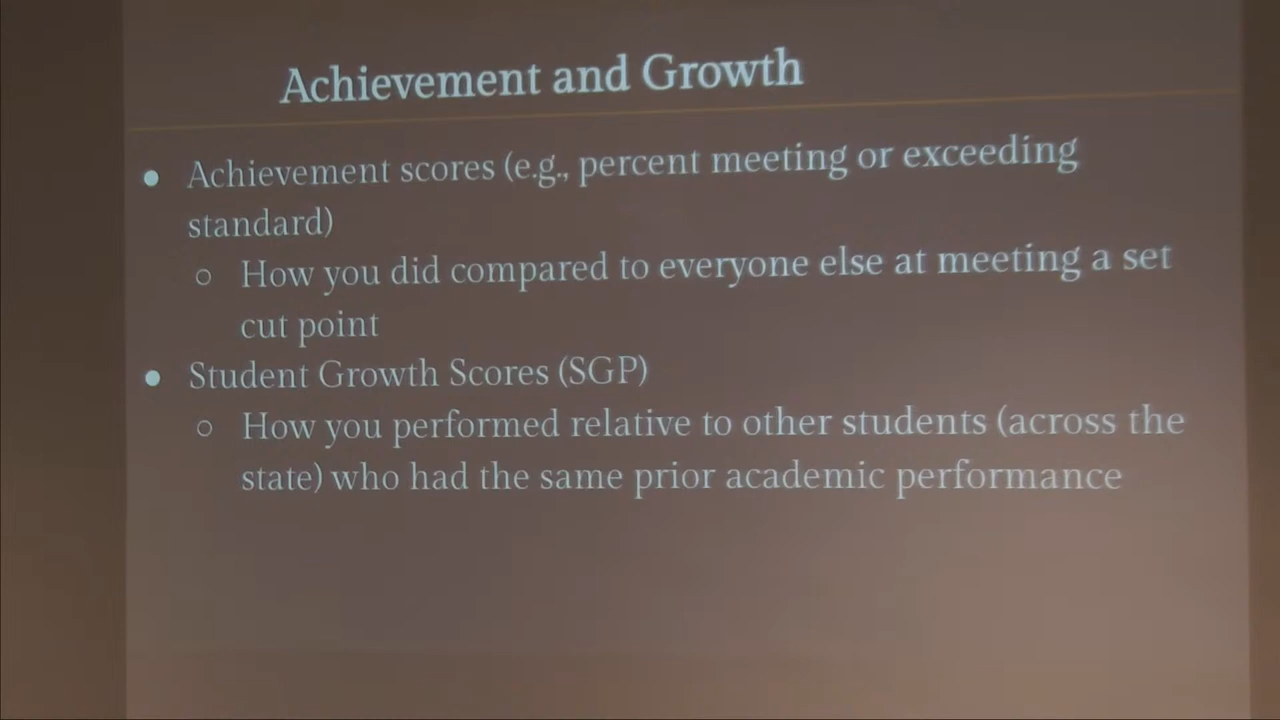 Achievement and Growth
● Achievement scores (e.g., percent meeting or exceeding
standard)
○ How you did compared to everyone else at meeting a set
cut point
● Student Growth Scores (SGP)
○ How you performed relative to other students (across the
state) who had the same prior academic performance